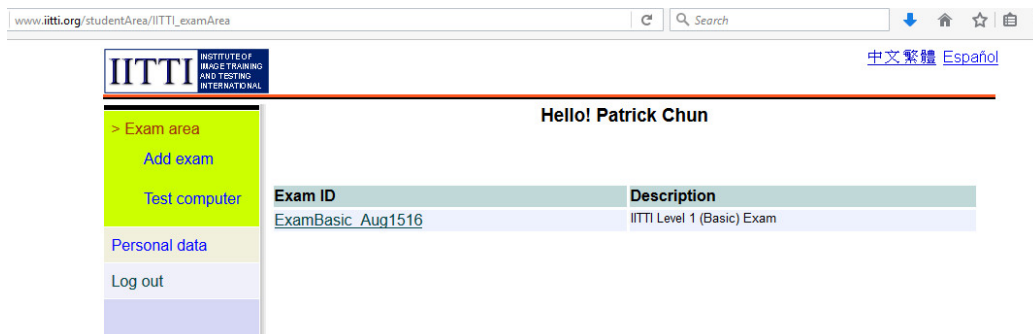 www.iitti.org/studentArea/IITTI_examArea
Search
中文繁體 Español
IITTI INSTITUTE OF
IMAGE TRAINING
AND TESTING
INTERNATIONAL
Hello! Patrick Chun
> Exam area
Add exam
Test computer
Personal data
Log out
Exam ID Description
ExamBasic_Aug1516 IITTI Level 1 (Basic) Exam